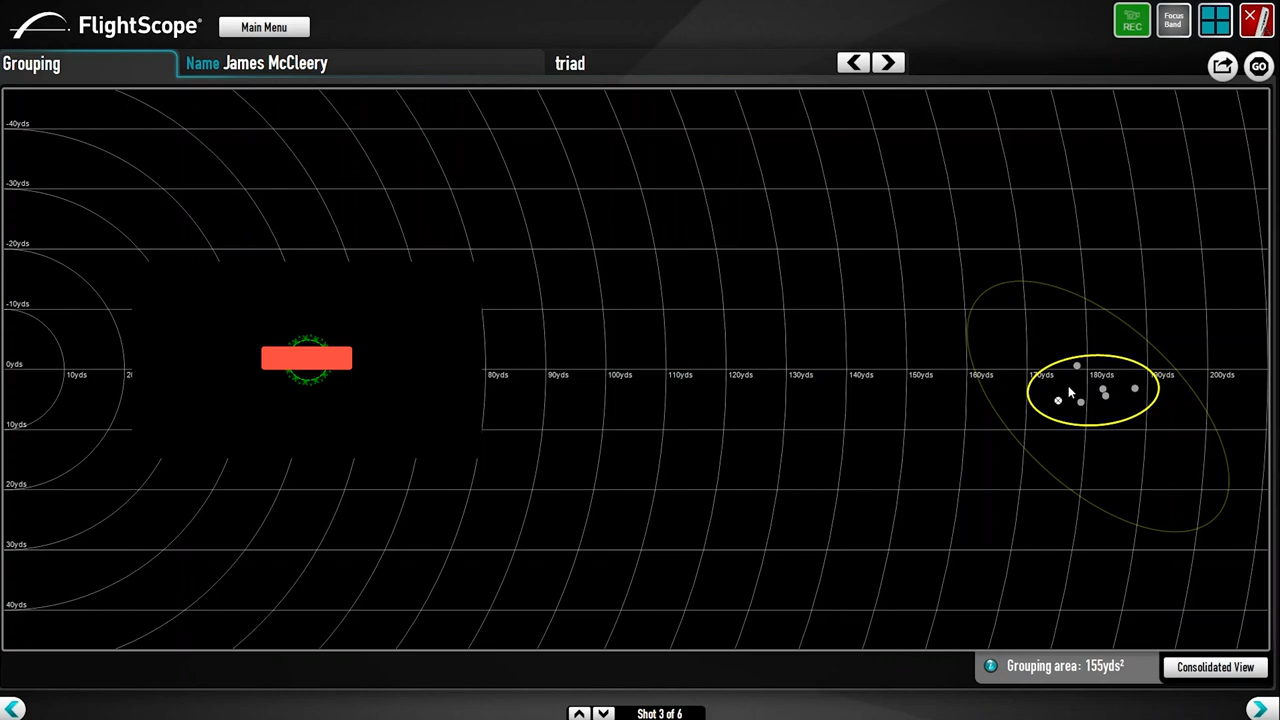 FlightScope®
Main Menu
REC
Focus Band
Grouping
Name James McCleery
triad
GO
-40yds
-30yds
-20yds
-10yds
0yds
10yds
80yds
90yds
100yds
110yds
120yds
130yds
140yds
150yds
160yds
170yds
180yds
190yds
200yds
10yds
20yds
30yds
40yds
Grouping area: 155yds²
Consolidated View
Shot 3 of 6